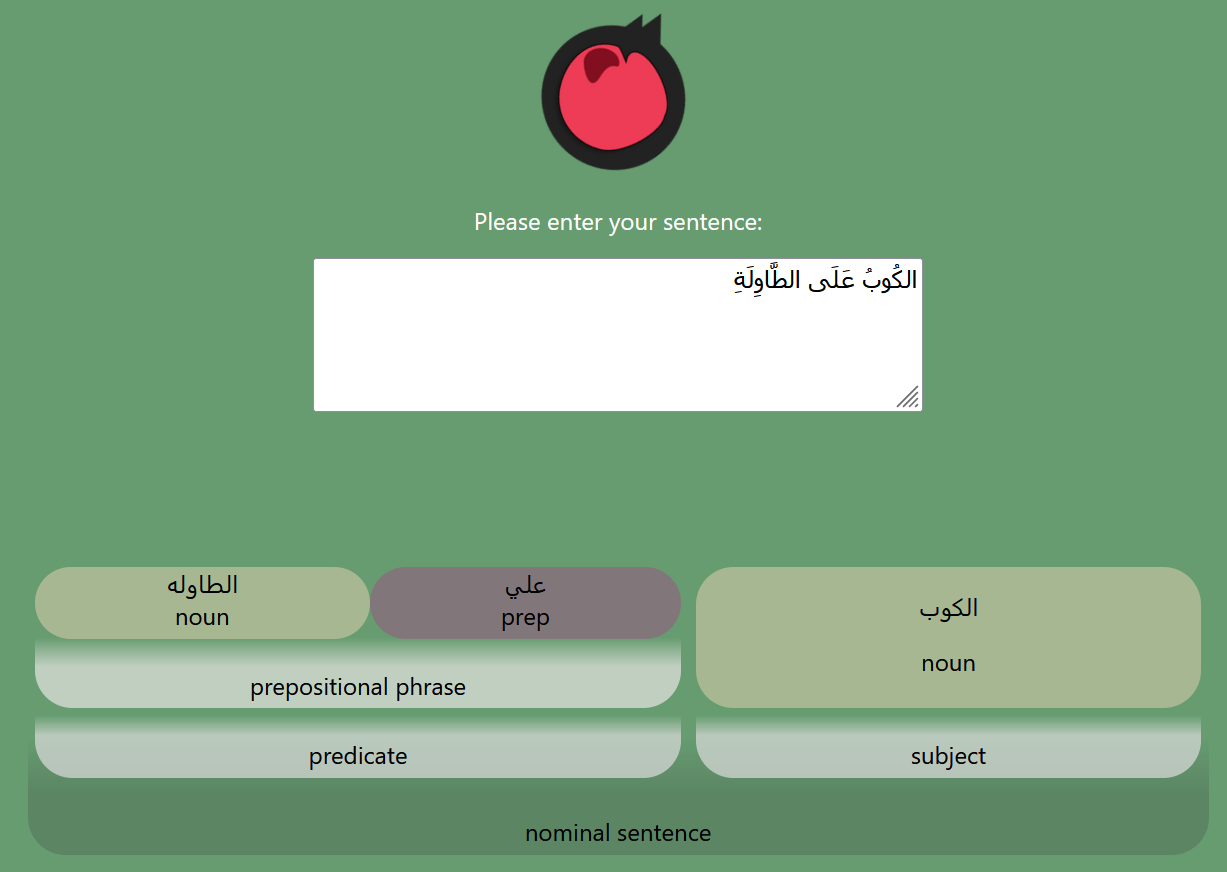 Please enter your sentence:
الكُوبُ عَلَى الطَّاوِلَةِ
الكوب
noun
علي
prep
الطاوله
noun
prepositional phrase
subject
predicate
nominal sentence